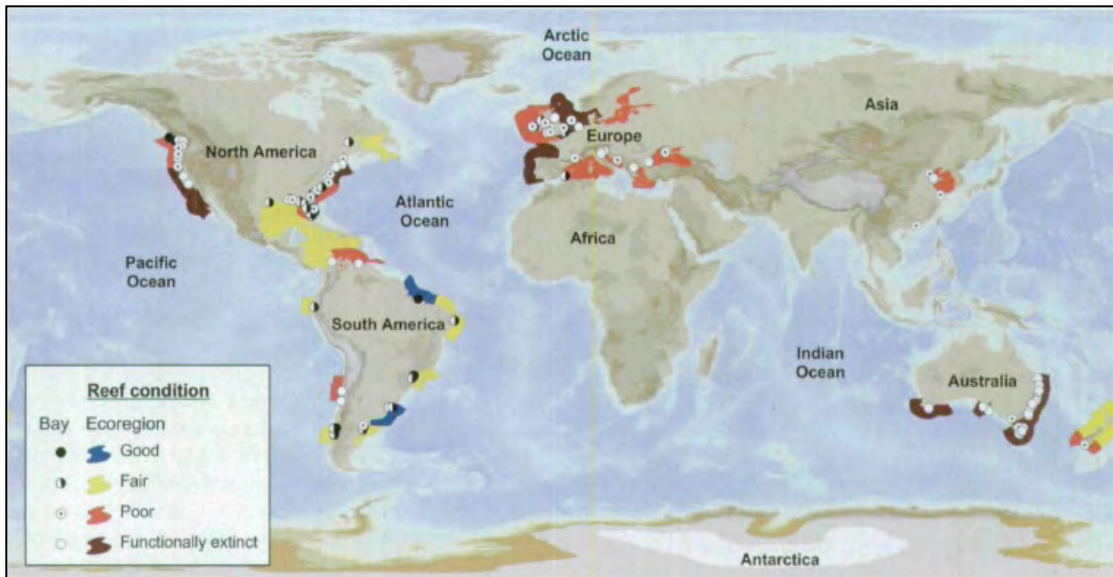 Arctic
Ocean
Asia
Europe
North America
Atlantic
Ocean
Africa
Pacific
Ocean
South America
Indian
Ocean
Australia
Reef condition
Bay Ecoregion
Good
Fair
Poor
Functionally extinct
Antarctica